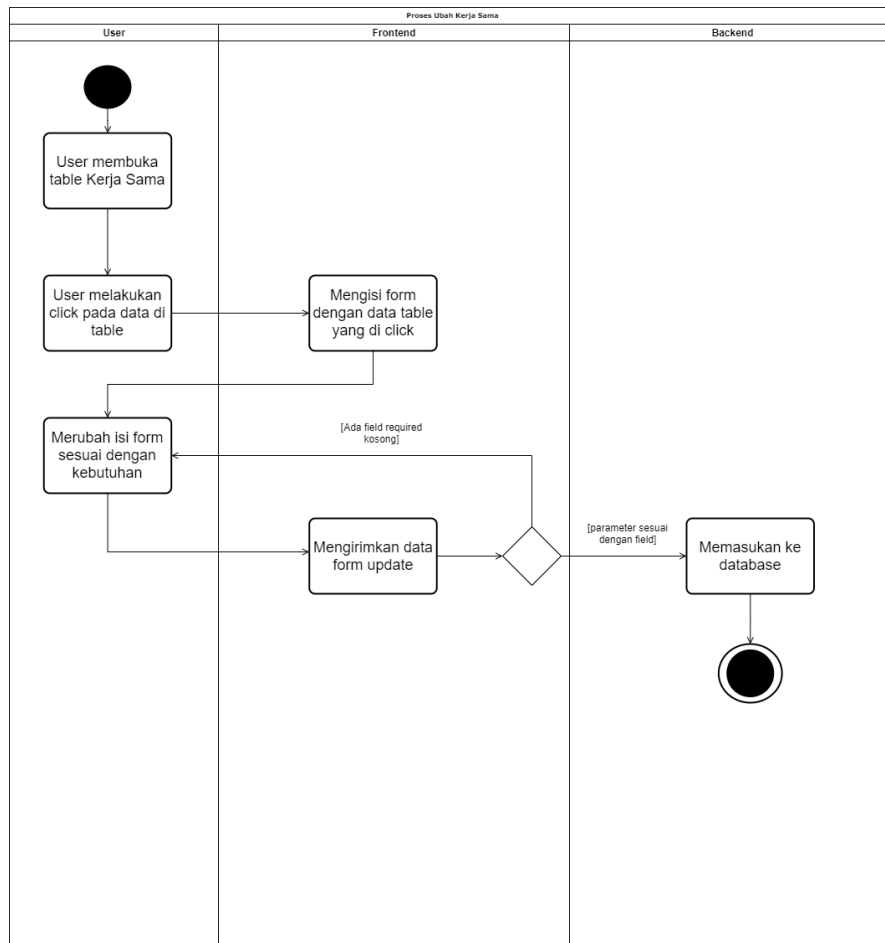 Proses Ubah Kerja Sama
User
Frontend
Backend
User membuka
table Kerja Sama
User melakukan
click pada data di
table
Mengisi form
dengan data table
yang di click
Merubah isi form
sesuai dengan
kebutuhan
[Ada field required
kosong]
Mengirimkan data
form update
[parameter sesuai
dengan field]
Memasukan ke
database